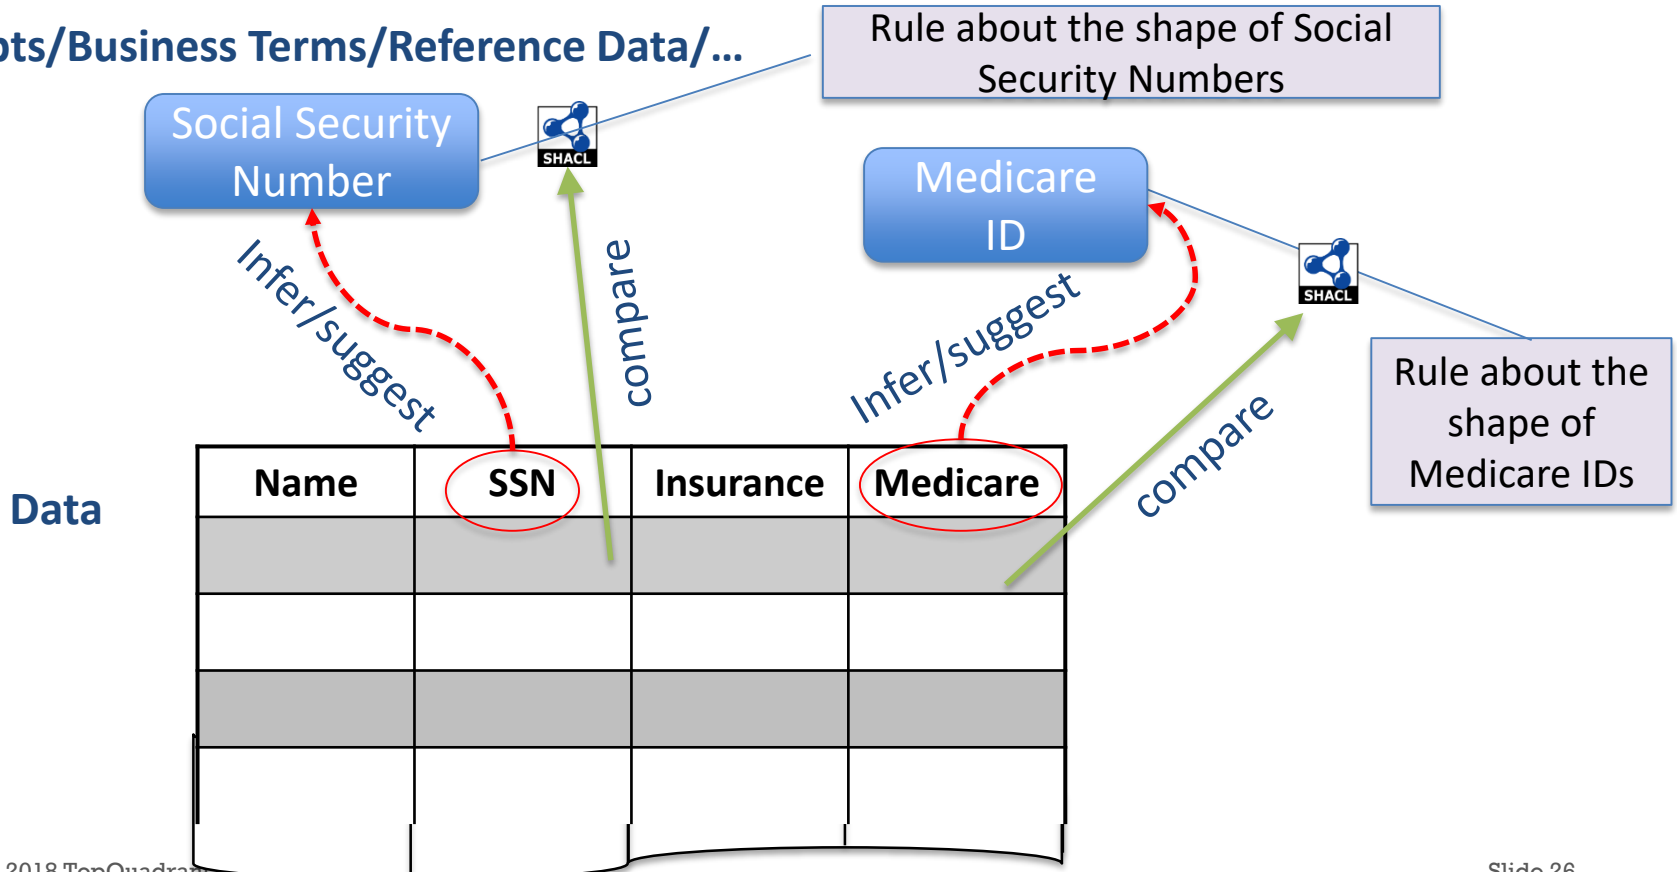 pts/Business Terms/Reference Data/...
Rule about the shape of Social
Security Numbers
Social Security
Number
SHACL
Medicare
ID
SHACL
Infer/suggest
compare
Infer/suggest
compare
Rule about the
shape of
Medicare IDs
Data
Name SSN Insurance Medicare
2018 TopQuadran
Slide 26